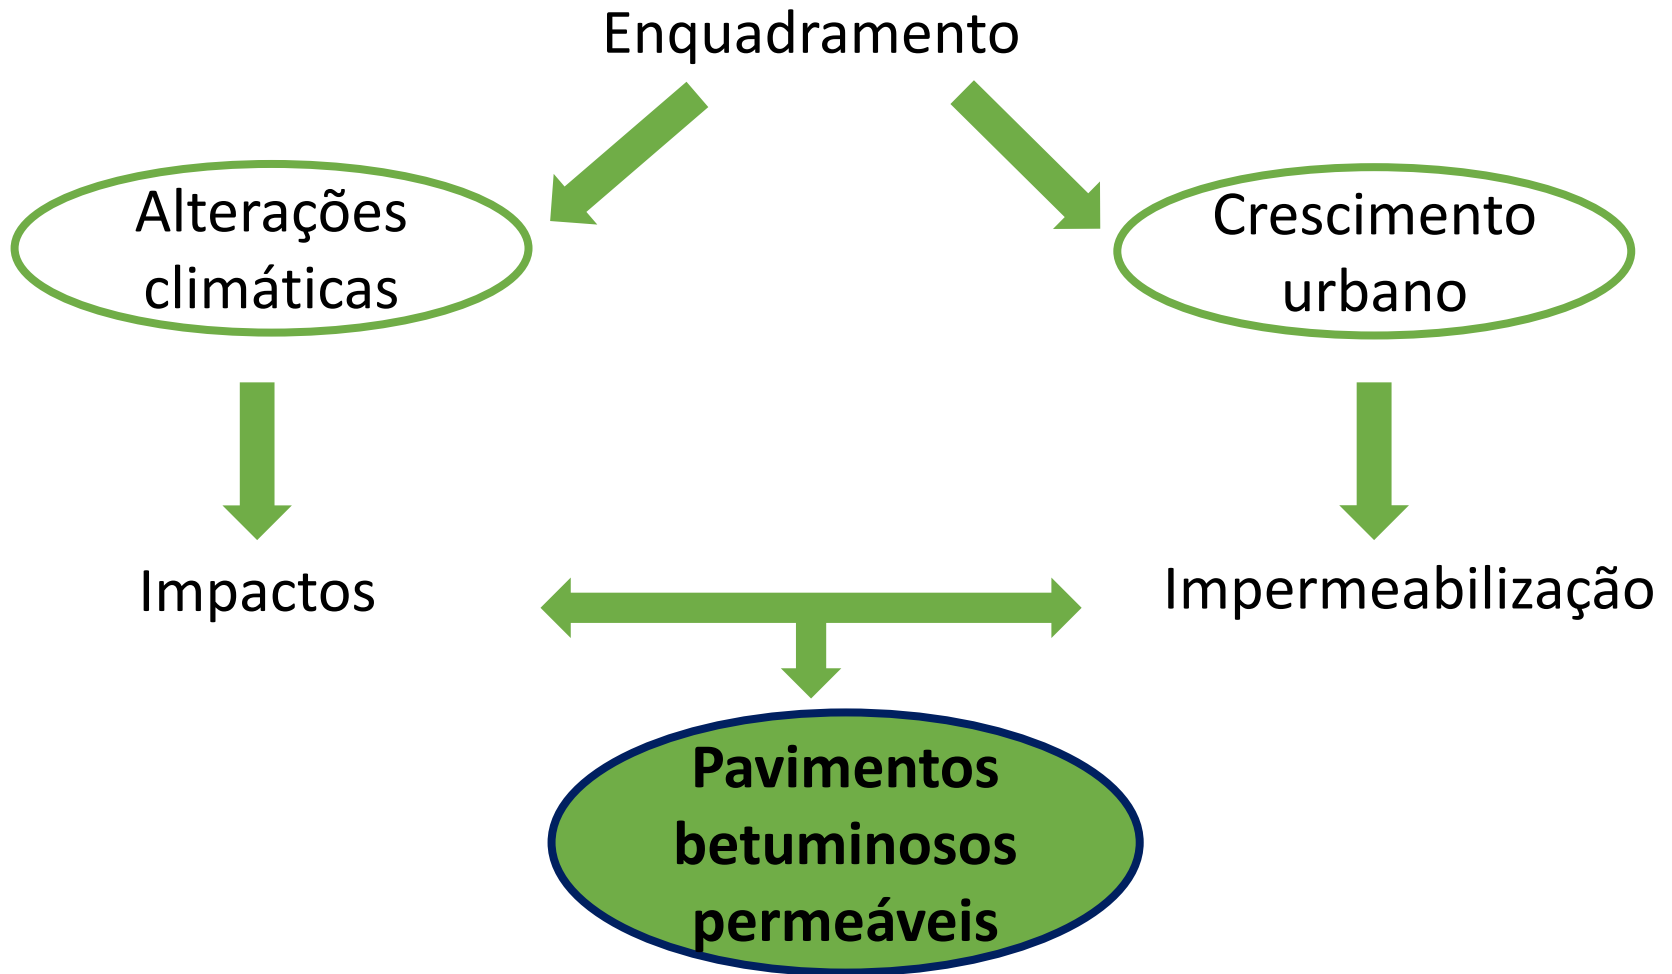 Enquadramento
Alterações
climáticas
Crescimento
urbano
Impactos
Impermeabilização
Pavimentos
betuminosos
permeáveis